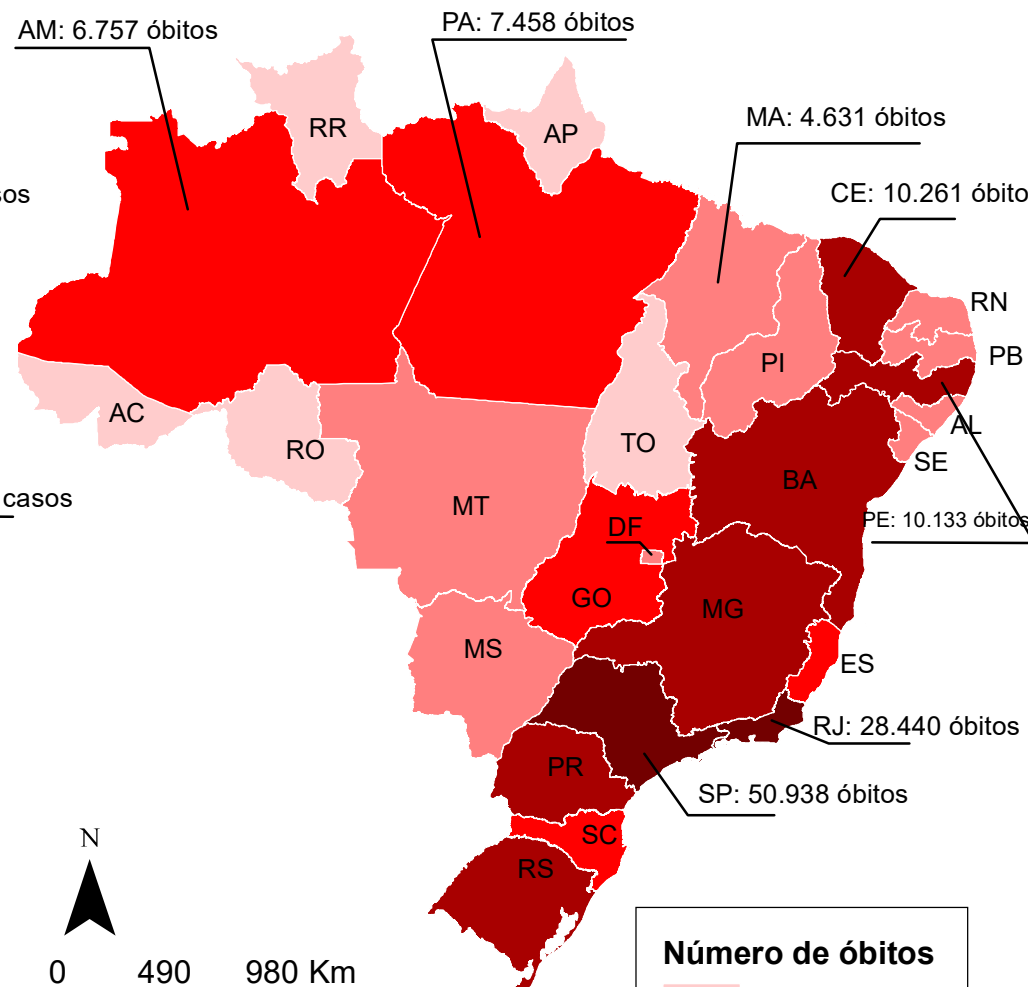 AM: 6.757 óbitos
PA: 7.458 óbitos
RR
AP
MA: 4.631 óbitos
CE: 10.261 óbito
RN
PB
PI
AC
RO
TO
AL
SE
BA
casos
MT
PE: 10.133 óbitos
DF
GO
MG
MS
ES
RJ: 28.440 óbitos
PR
SP: 50.938 óbitos
SC
N
RS
Número de óbitos
0 490 980 Km